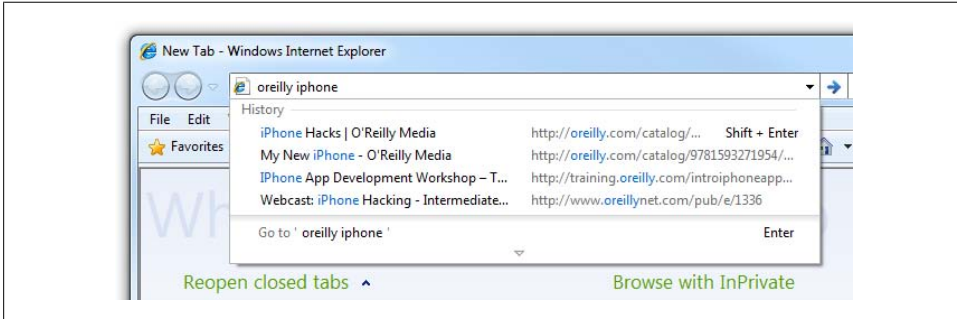 New Tab - Windows Internet Explorer
oreilly iphone
File Edit
History
iPhone Hacks | O'Reilly Media http://oreilly.com/catalog/... Shift + Enter
Favorites
My New iPhone - O'Reilly Media http://oreilly.com/catalog/9781593271954/...
IPhone App Development Workshop – T... http://training.oreilly.com/introiphoneapp...
Webcast: iPhone Hacking - Intermediate... http://www.oreillynet.com/pub/e/1336
Wh
Go to ' oreilly iphone ' Enter
Reopen closed tabs Browse with InPrivate